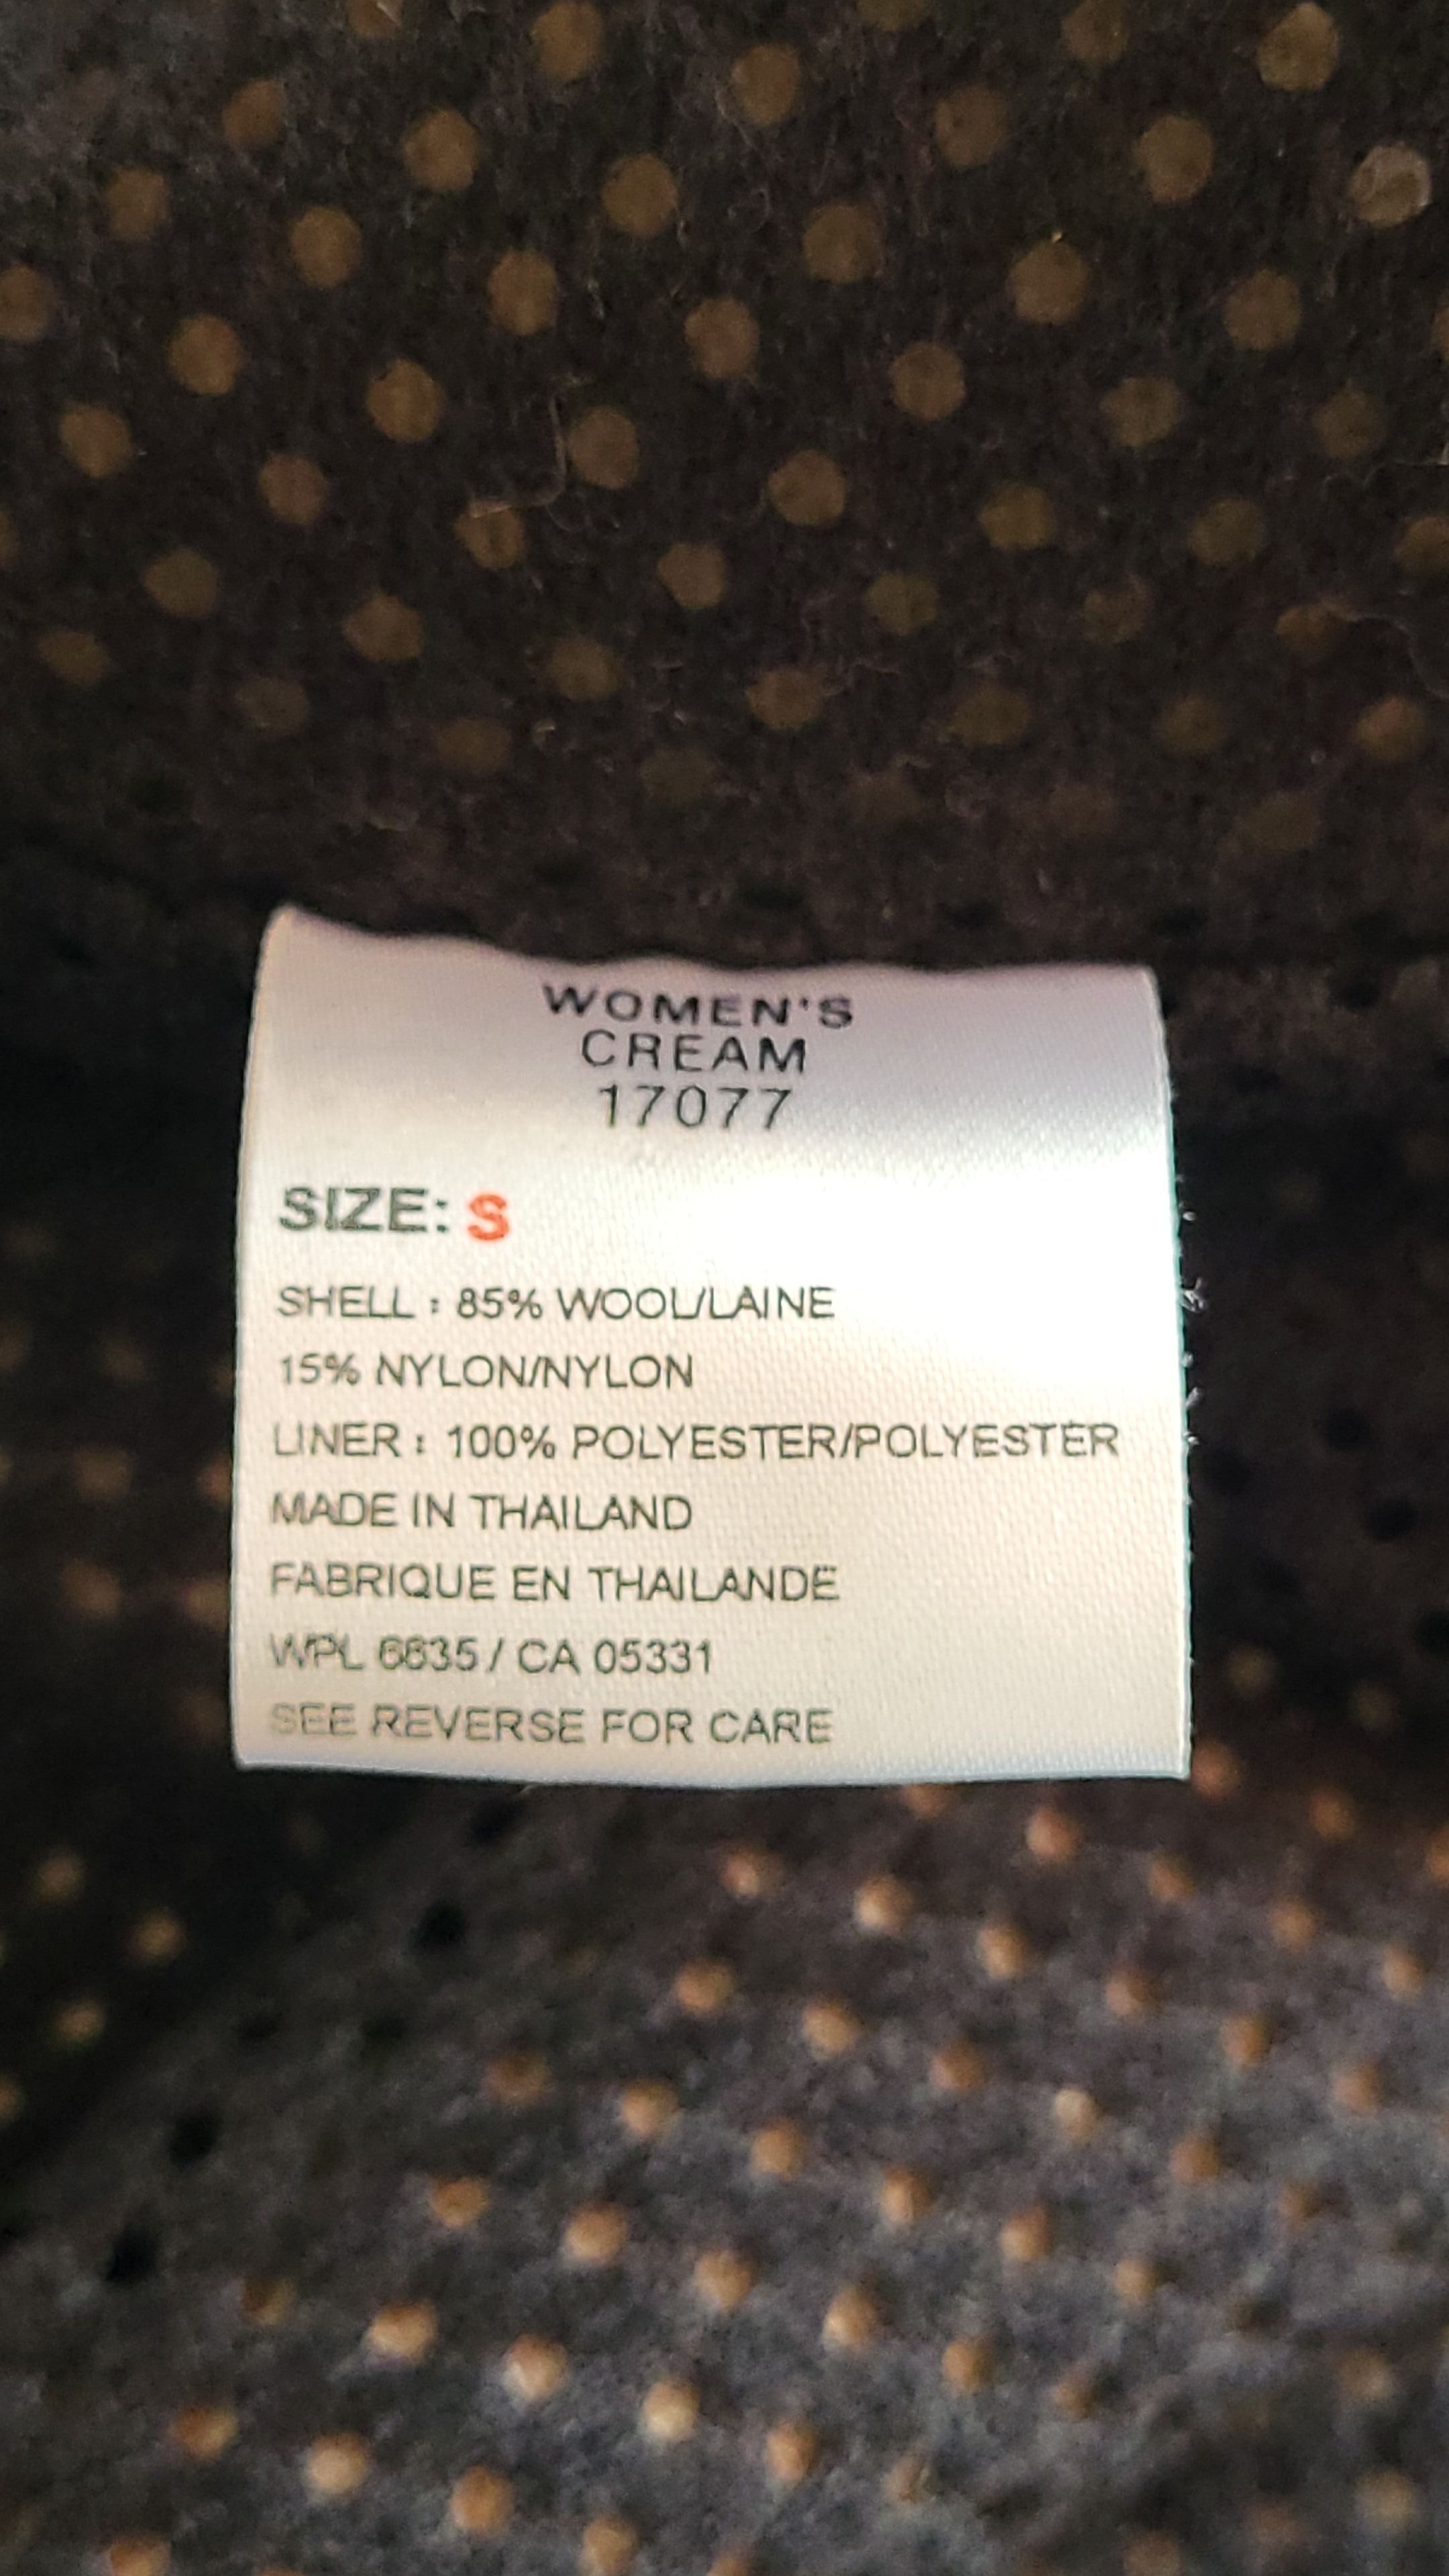 WOMEN'S
CREAM
17077
SIZE: S
SHELL : 85% WOOL/LAINE
15% NYLON/NYLON
LINER : 100% POLYESTER/POLYESTER
MADE IN THAILAND
FABRIQUE EN THAILANDE
WPL 6635 / CA 05331
SEE REVERSE FOR CARE